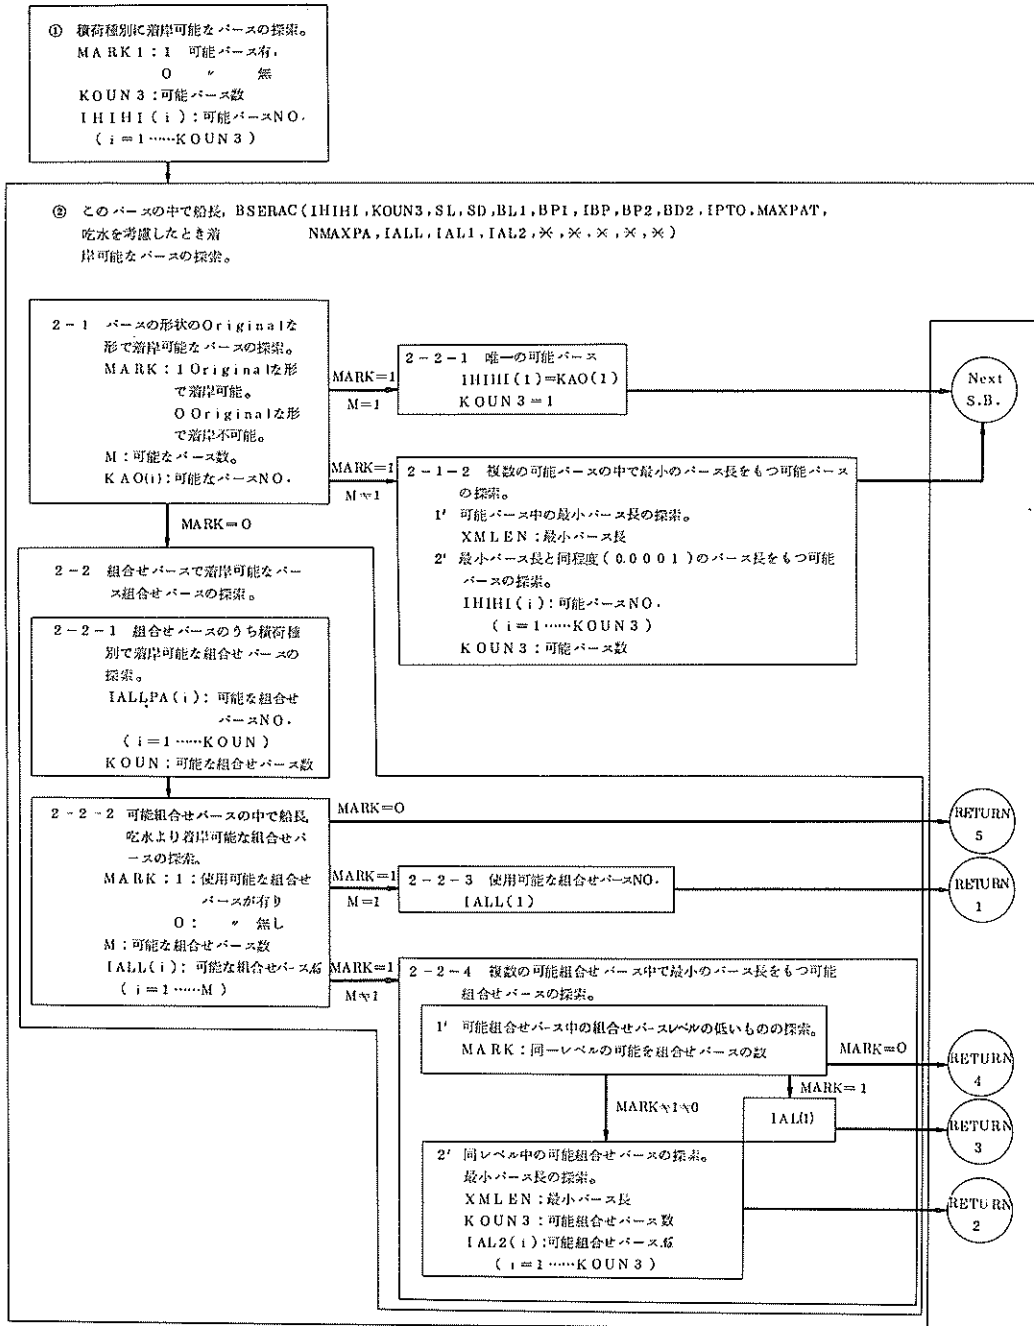 ① 積荷種別に着岸可能なバースの探索。
MARK1:1 可能バース有,
0 〃 無
KOUN3:可能バース数
IHIHI(i):可能バースNO.
(i=1……KOUN3)
② このバースの中で船長, BSERAC(IHIHI,KOUN3,SL,SD,BL1,BP1,IBP,BP2,BD2,IPTO,MAXPAT,
吃水を考慮したとき着 NMAXPA,IALL,IAL1,IAL2,※,※,※,※,※)
岸可能なバースの探索。
2-1 バースの形状のOriginalな
形で着岸可能なバースの探索。
MARK:1 Originalな形
で着岸可能。
0 Originalな形
で着岸不可能。
M:可能なバース数。
KAO(i):可能なバースNO.
MARK=1
M=1
2-2-1 唯一の可能バース
IHIHI(1)=KAO(1)
KOUN3=1
Next
S.B.
MARK=1
M≒1
2-1-2 複数の可能バースの中で最小のバース長をもつ可能バース
の探索。
1' 可能バース中の最小バース長の探索。
XMLEN:最小バース長
2' 最小バース長と同程度(0.0001)のバース長をもつ可能
バースの探索。
IHIHI(i):可能バースNO.
(i=1……KOUN3)
KOUN3:可能バース数
MARK=0
2-2 組合せバースで着岸可能なバー
ス組合せバースの探索。
2-2-1 組合せバースのうち積荷種
別で着岸可能な組合せバースの
探索。
IALLPA(i):可能な組合せ
バースNO.
(i=1……KOUN)
KOUN:可能な組合せバース数
2-2-2 可能組合せバースの中で船長,
吃水より着岸可能な組合せバ
ースの探索。
MARK:1:使用可能な組合せ
バースが有り
0: 〃 無し
M:可能な組合せバース数
IALL(i):可能な組合せバース№
(i=1……M)
MARK=0
RETURN
5
MARK=1
M=1
2-2-3 使用可能な組合せバースNO.
IALL(1)
RETURN
1
MARK=1
M≒1
2-2-4 複数の可能組合せバース中で最小のバース長をもつ可能
組合せバースの探索。
1' 可能組合せバース中の組合せバースレベルの低いものの探索。
MARK:同一レベルの可能を組合せバースの数
MARK=0
RETURN
4
MARK=1
IAL(1)
RETURN
3
MARK≒1≒0
2' 同レベル中の可能組合せバースの探索。
最小バース長の探索。
XMLEN:最小バース長
KOUN3:可能組合せバース数
IAL2(i):可能組合せバース№
(i=1……KOUN3)
RETURN
2